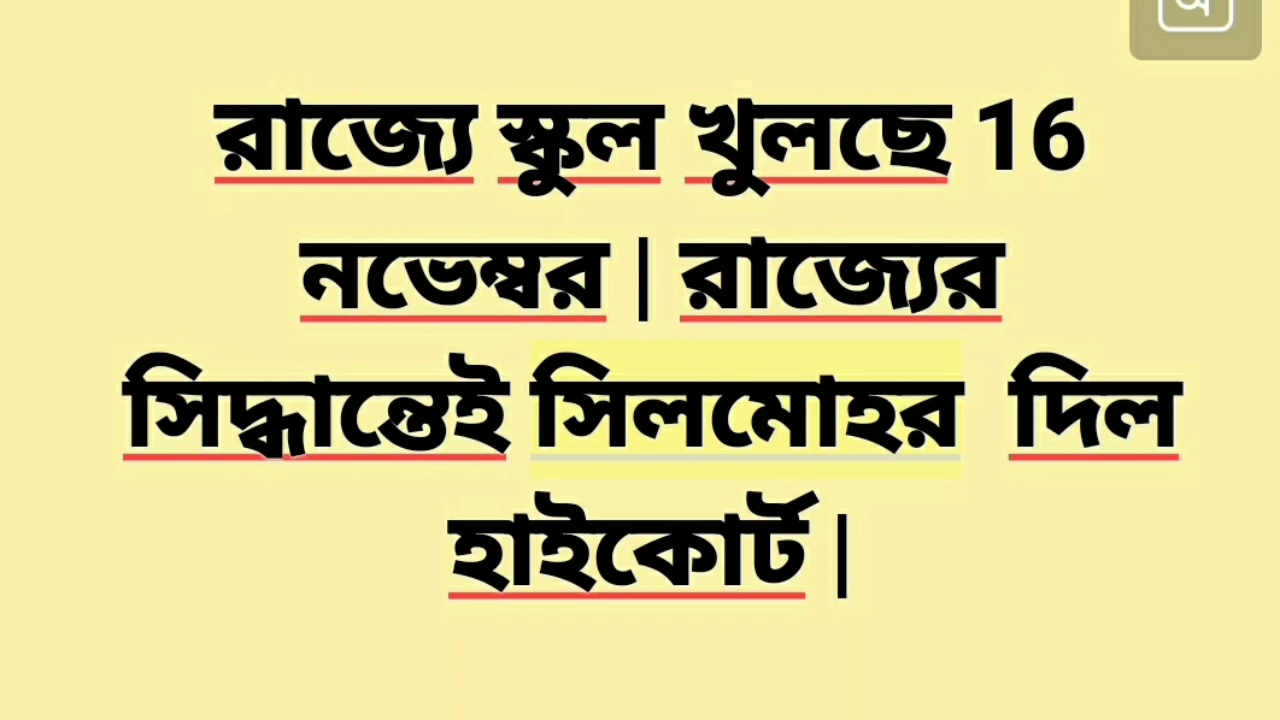 রাজ্যে স্কুল খুলছে 16
নভেম্বর | রাজ্যের
সিদ্ধান্তেই সিলমোহর দিল
হাইকোর্ট |